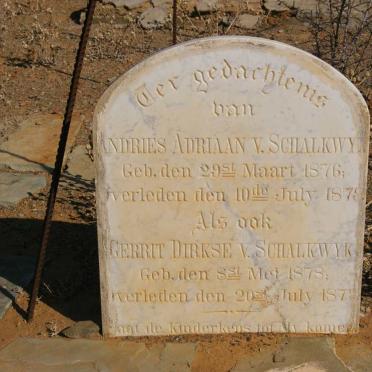 Ter gedachtenis
van
ANDRIES ADRIAAN V. SCHALKWYK
Geb. den 29st Maart 1876;
overleden den 10de July 187
Als ook
GERRIT DIRKSE V. SCHALKWYK
Geb. den 8st Mei 1878;
overleden den 20st July 187
Laat de kinderkens tot My komen